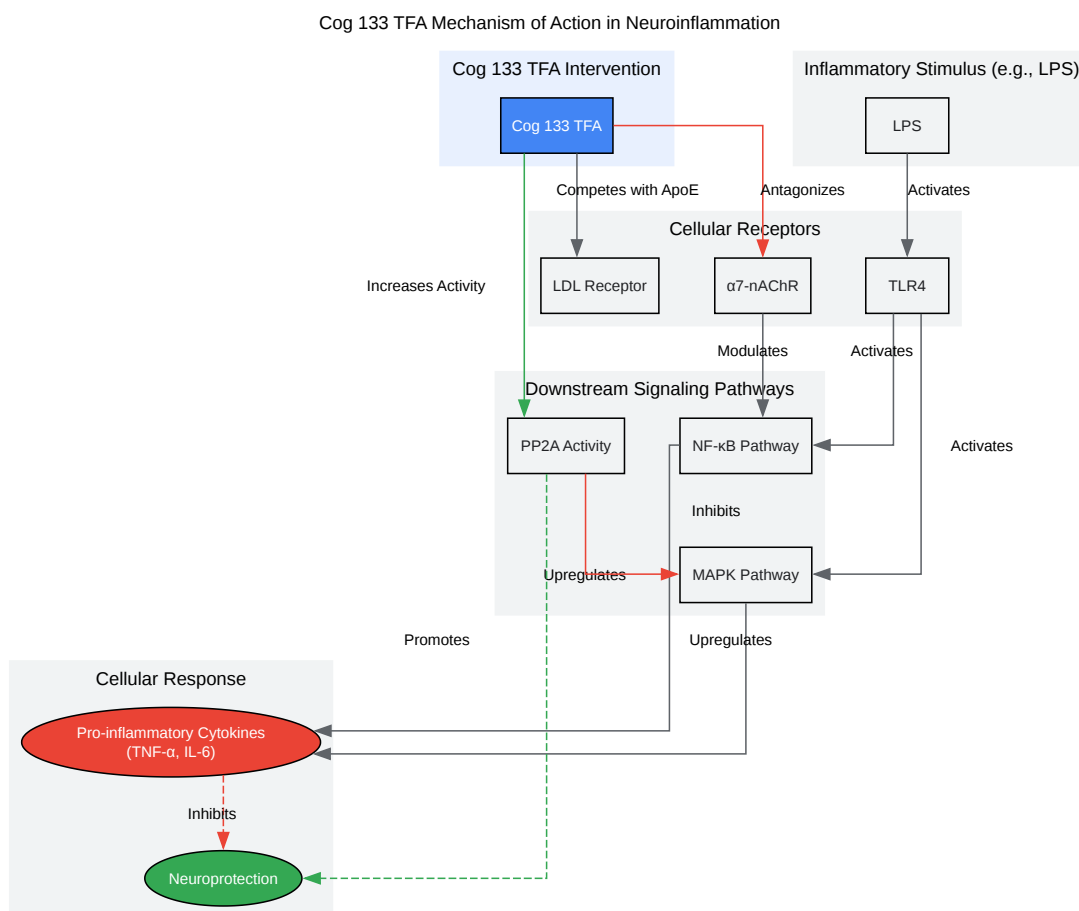 Cog 133 TFA Mechanism of Action in Neuroinflammation
Cog 133 TFA Intervention
Inflammatory Stimulus (e.g., LPS)
Cog 133 TFA
LPS
Competes with ApoE
Antagonizes
Activates
Cellular Receptors
Increases Activity
LDL Receptor
α7-nAChR
TLR4
Modulates
Activates
Downstream Signaling Pathways
PP2A Activity
NF-κB Pathway
Activates
Inhibits
Upregulates
MAPK Pathway
Promotes
Upregulates
Cellular Response
Pro-inflammatory Cytokines
(TNF-α, IL-6)
Inhibits
Neuroprotection